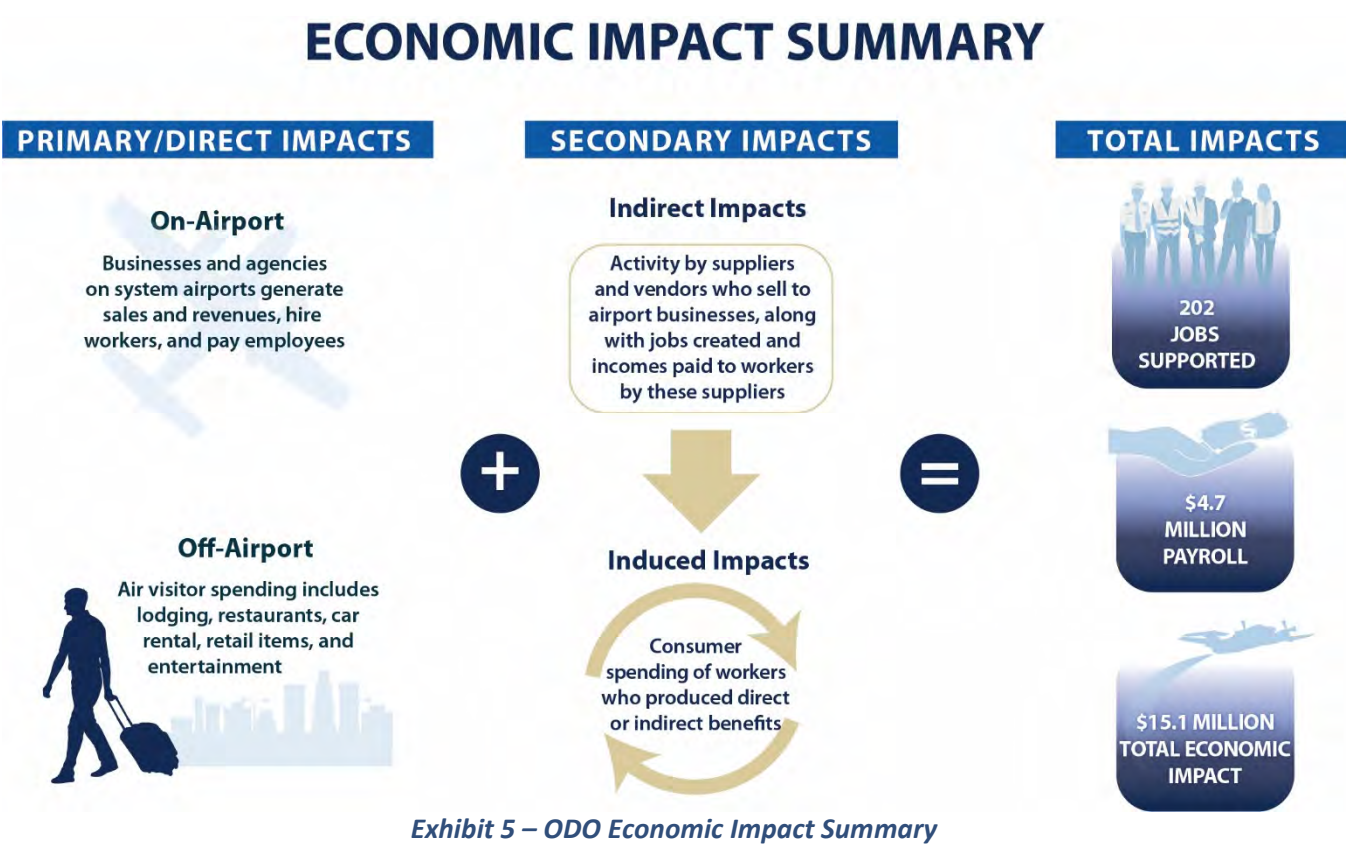 ECONOMIC IMPACT SUMMARY
PRIMARY/DIRECT IMPACTS
On-Airport
Businesses and agencies
on system airports generate
sales and revenues, hire
workers, and pay employees
Off-Airport
Air visitor spending includes
lodging, restaurants, car
rental, retail items, and
entertainment
+
SECONDARY IMPACTS
Indirect Impacts
Activity by suppliers
and vendors who sell to
airport businesses, along
with jobs created and
incomes paid to workers
by these suppliers
Induced Impacts
Consumer
spending of workers
who produced direct
or indirect benefits
=
TOTAL IMPACTS
202
JOBS
SUPPORTED
$
$4.7
MILLION
PAYROLL
$15.1 MILLION
TOTAL ECONOMIC
IMPACT
Exhibit 5 – ODO Economic Impact Summary